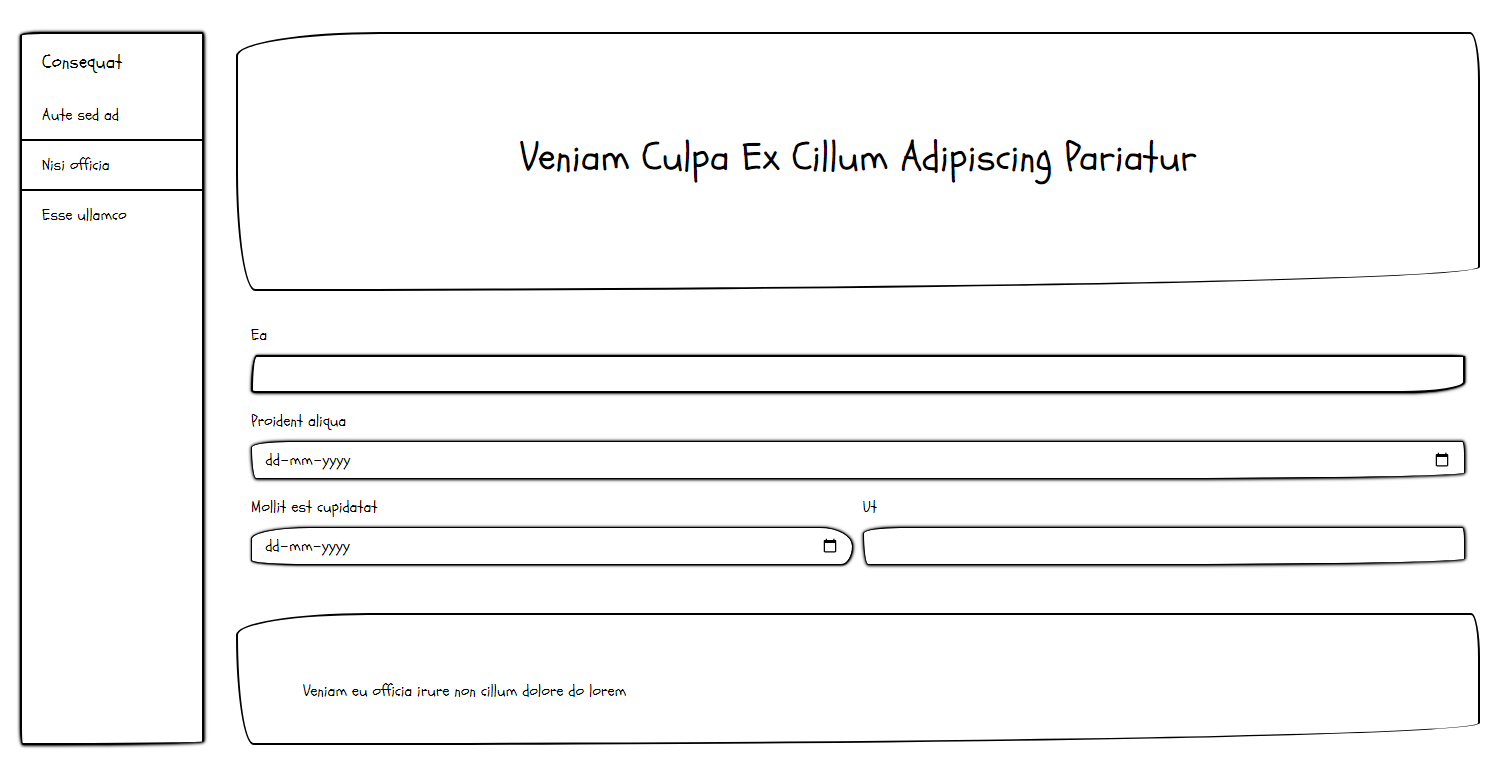 Consequat
Aute sed ad
Nisi officia
Esse ullamco
Veniam Culpa Ex Cillum Adipiscing Pariatur
Ea
Proident aliqua
dd-mm-yyyy
Mollit est cupidatat
dd-mm-yyyy
Ut
Veniam eu officia irure non cillum dolore do lorem